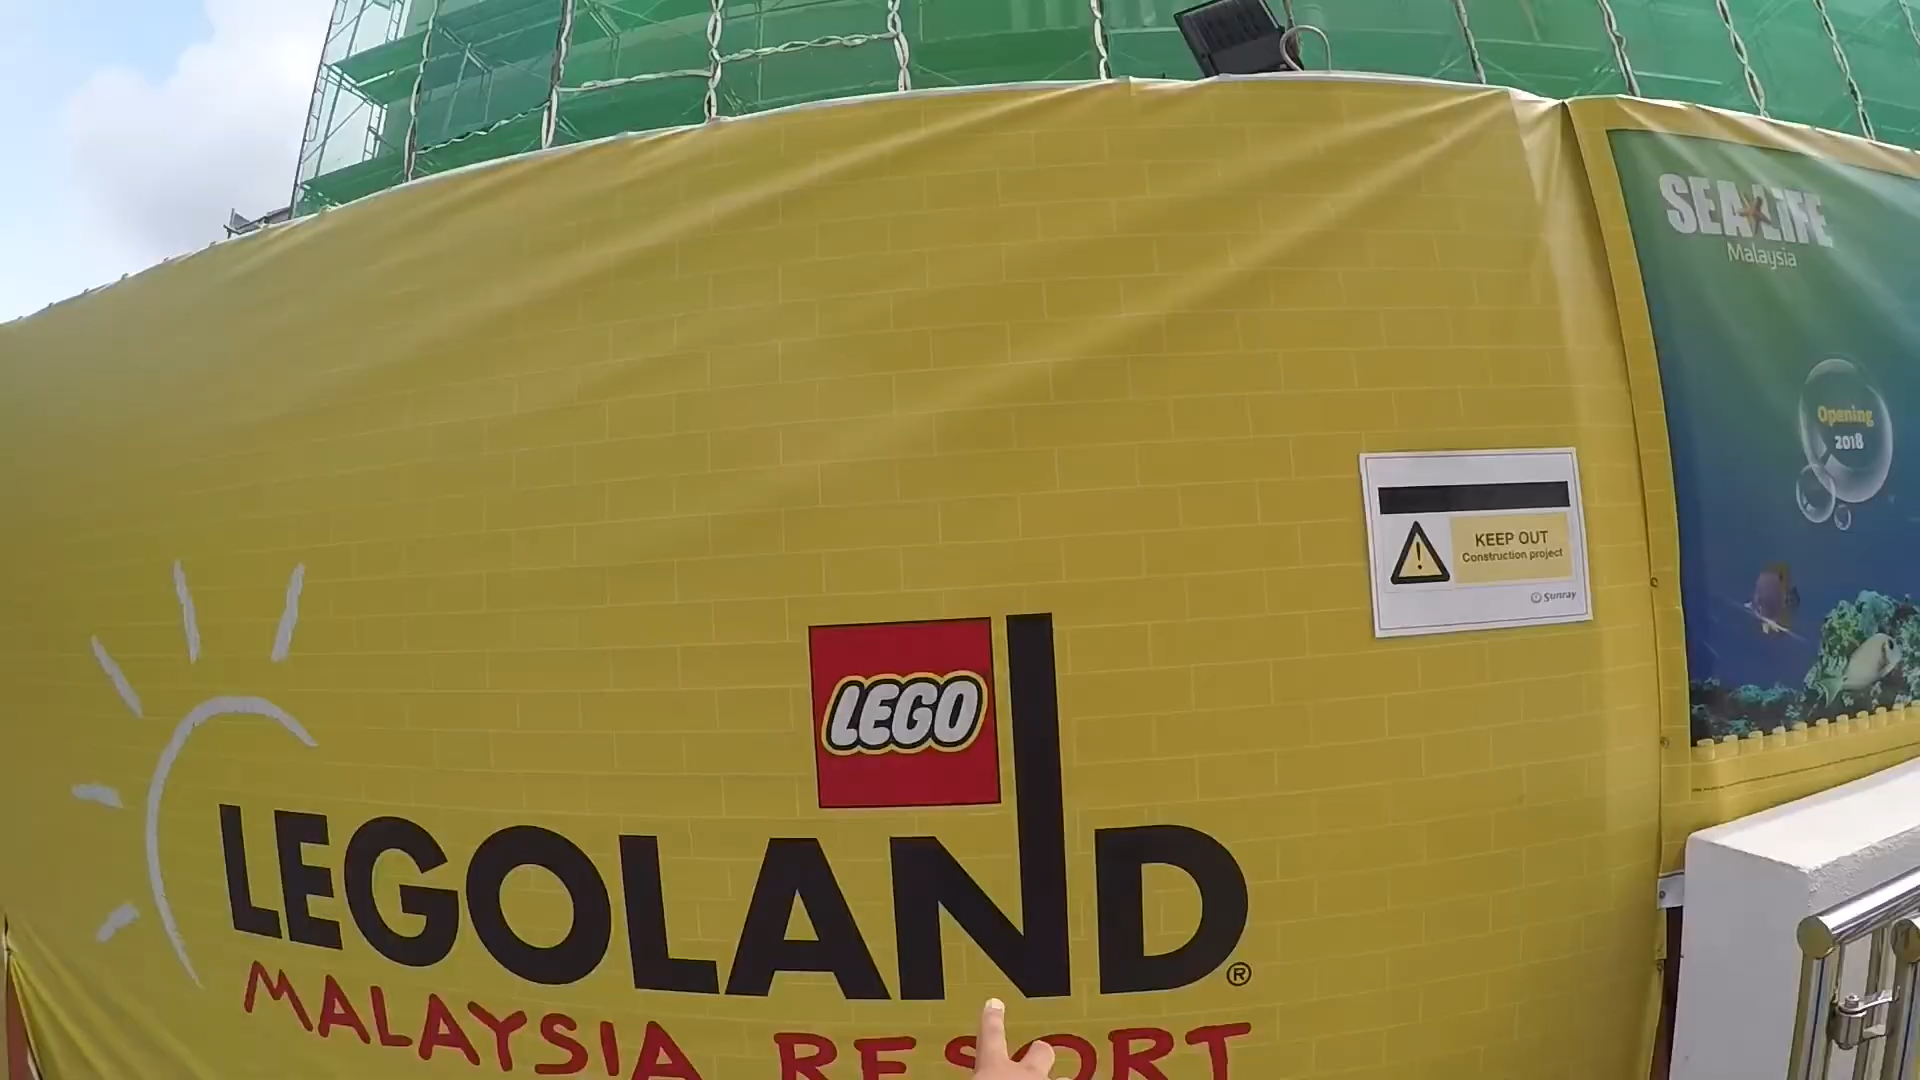 SEA LiFE
Malaysia
Opening
2018
KEEP OUT
Construction project
Sunray
LEGO
LEGOLAND®
MALAYSIA RESORT